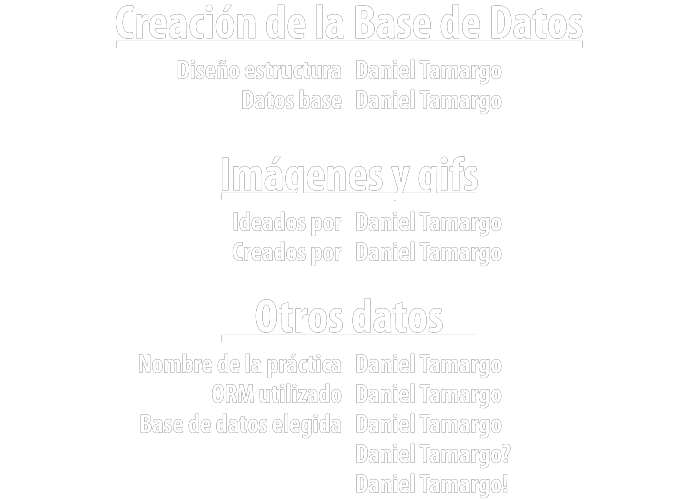 Creación de la Base de Datos
Diseño estructura Daniel Tamargo
Datos base Daniel Tamargo
Imágenes y gifs
Ideados por Daniel Tamargo
Creados por Daniel Tamargo
Otros datos
Nombre de la práctica Daniel Tamargo
ORM utilizado Daniel Tamargo
Base de datos elegida Daniel Tamargo
Daniel Tamargo?
Daniel Tamargo!